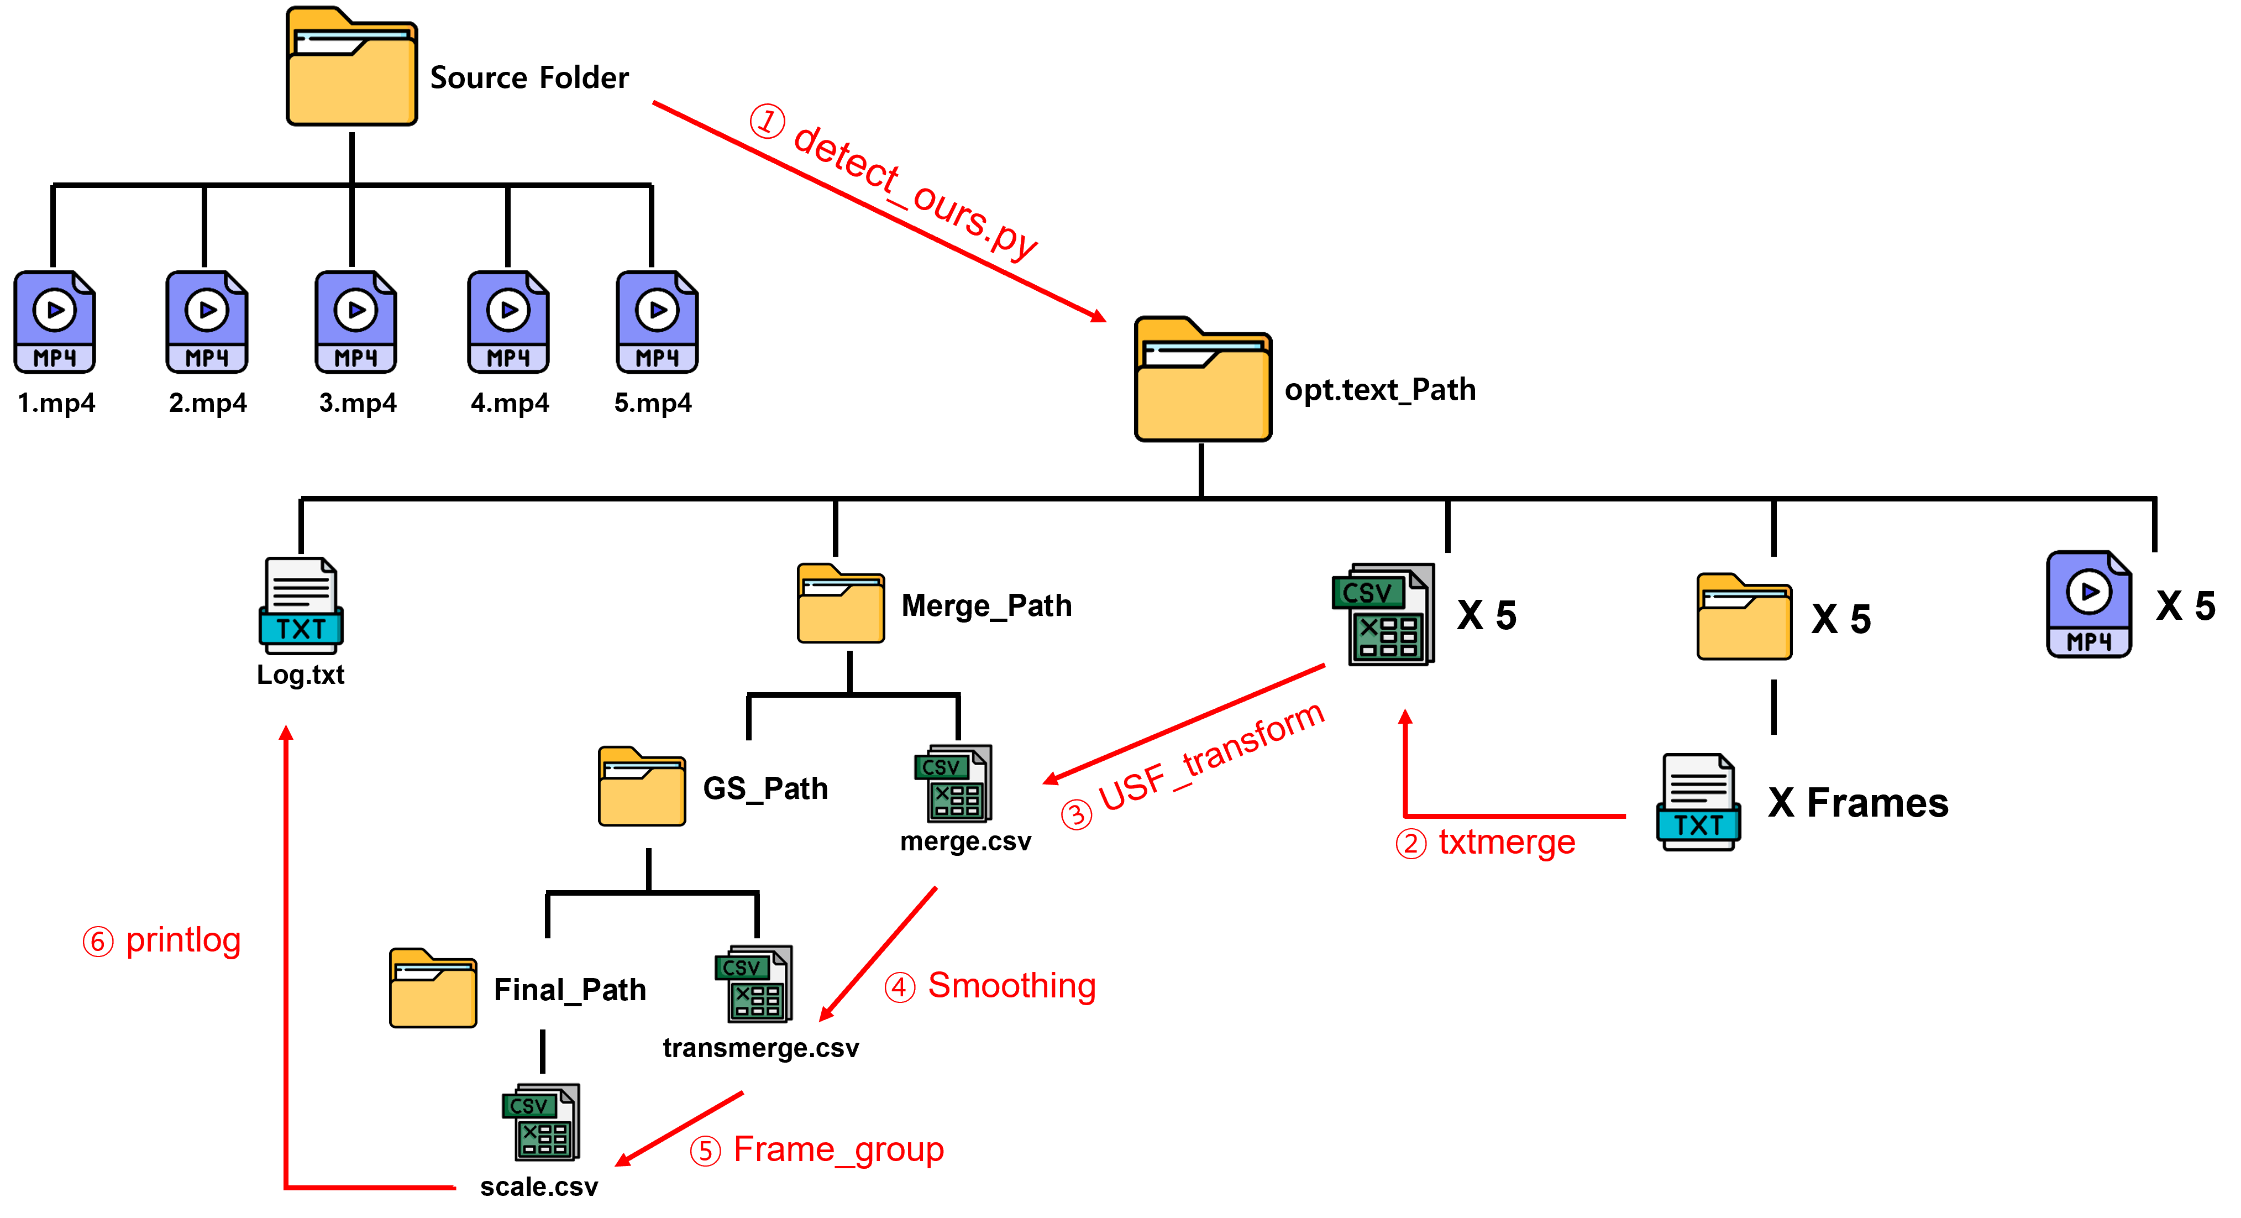 Source Folder
① detect_ours.py
MP4
MP4
MP4
MP4
MP4
1.mp4
2.mp4
3.mp4
4.mp4
5.mp4
opt.text_Path
TXT
Log.txt
Merge_Path
CSV
X 5
X 5
MP4
X 5
③ USF_transform
GS_Path
CSV
merge.csv
TXT
X Frames
② txtmerge
⑥ printlog
Final_Path
CSV
transmerge.csv
④ Smoothing
CSV
scale.csv
⑤ Frame_group